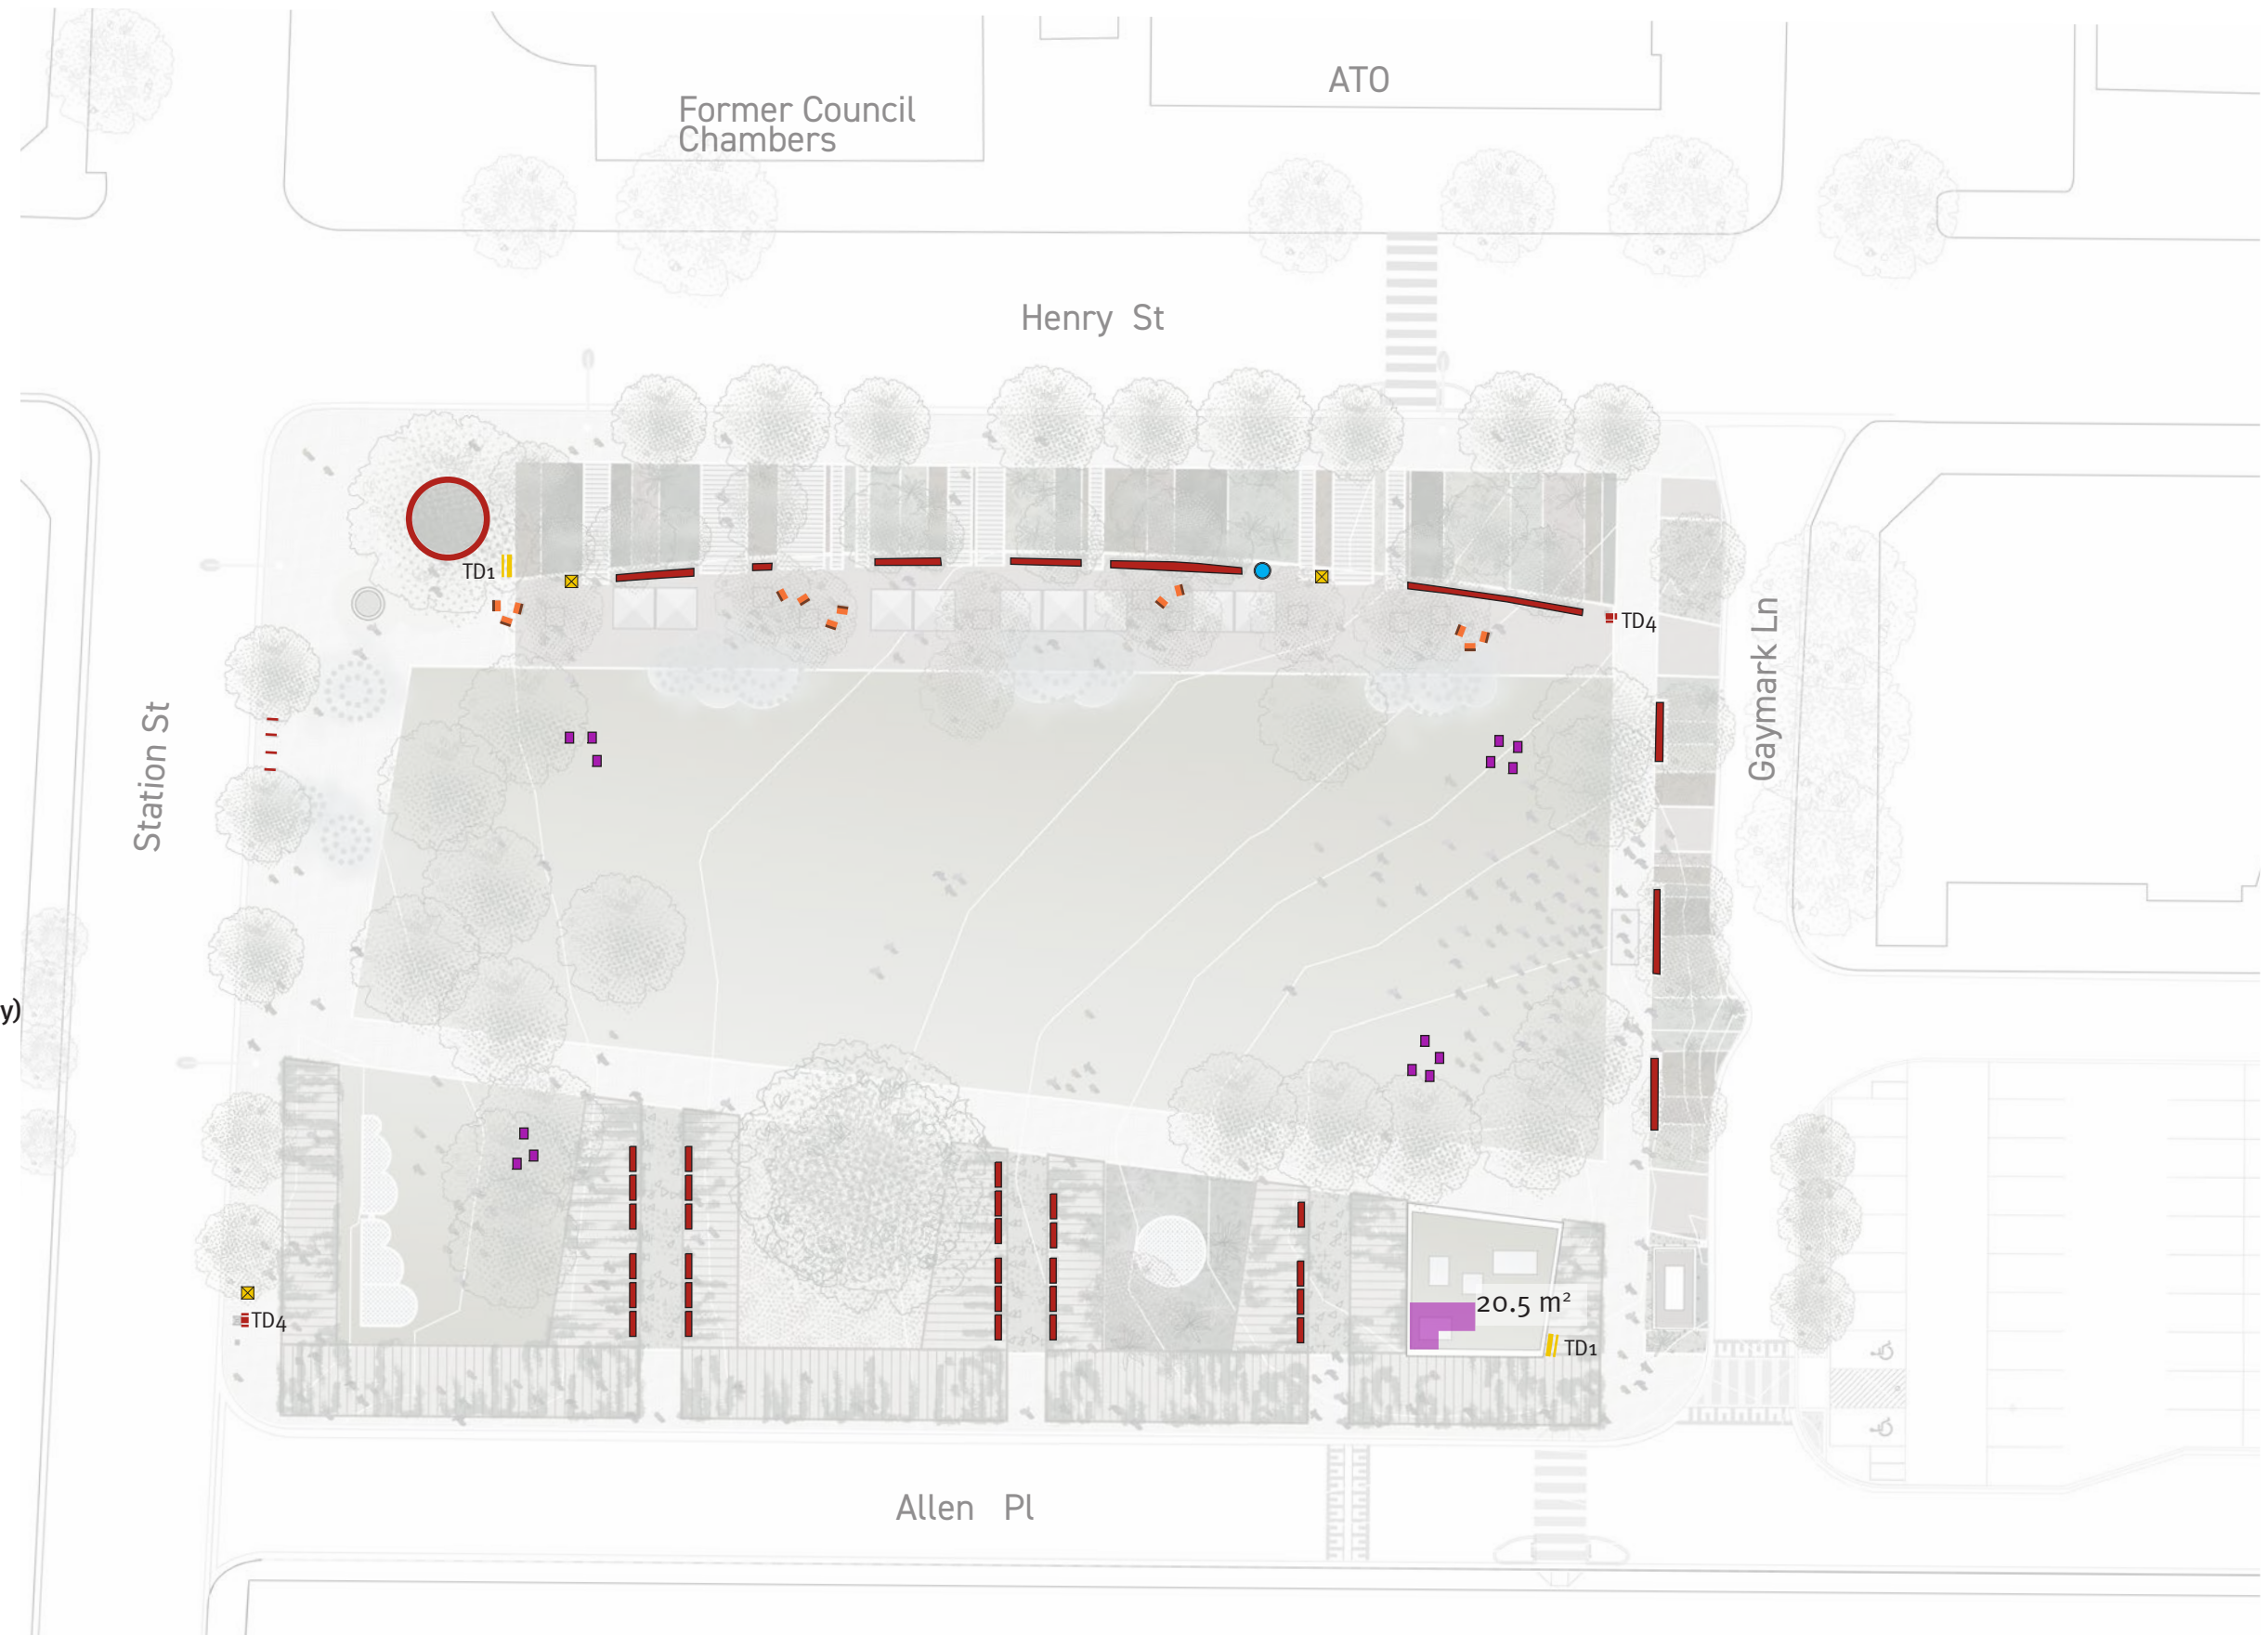 ATO
Former Council
Chambers
Henry St
TD1
TD4
Gaymark Ln
Station St
y)
TD4
20.5 m²
TD1
Allen Pl